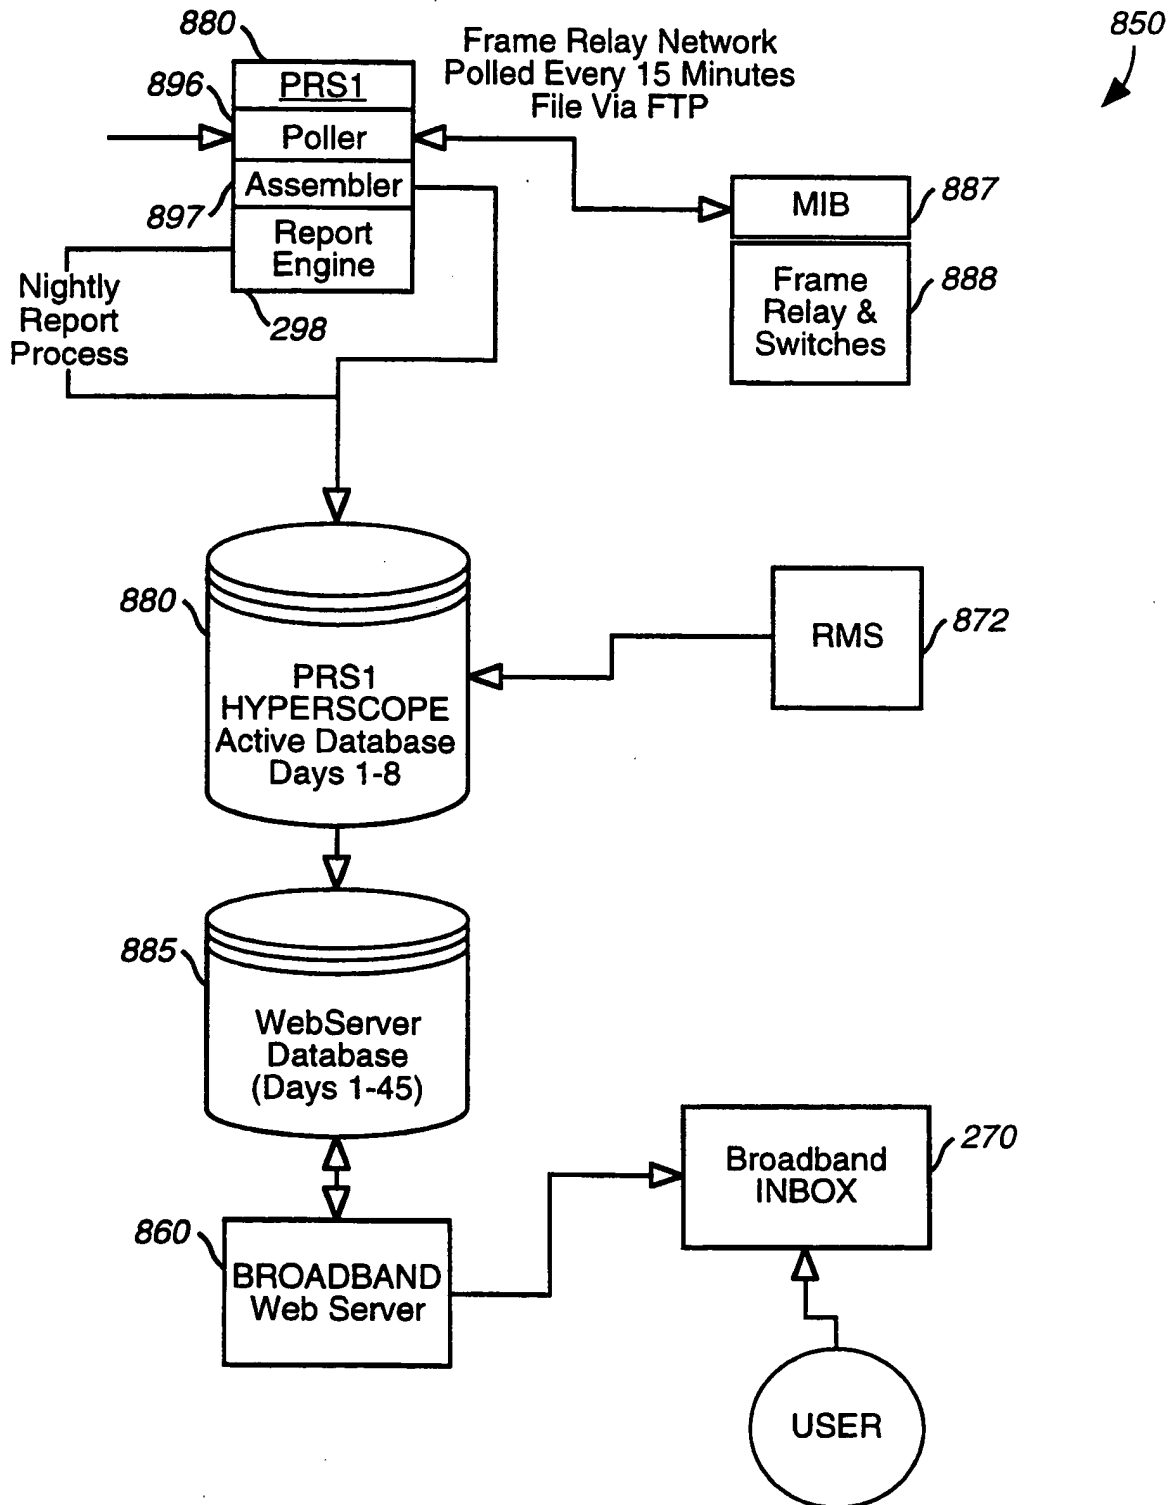 880
850
Frame Relay Network
Polled Every 15 Minutes
File Via FTP
PRS1
896
Poller
Assembler
897
Report
Engine
298
MIB
887
Frame
Relay &
Switches
888
Nightly
Report
Process
880
PRS1
HYPERSCOPE
Active Database
Days 1-8
RMS
872
885
WebServer
Database
(Days 1-45)
Broadband
INBOX
270
860
BROADBAND
Web Server
USER